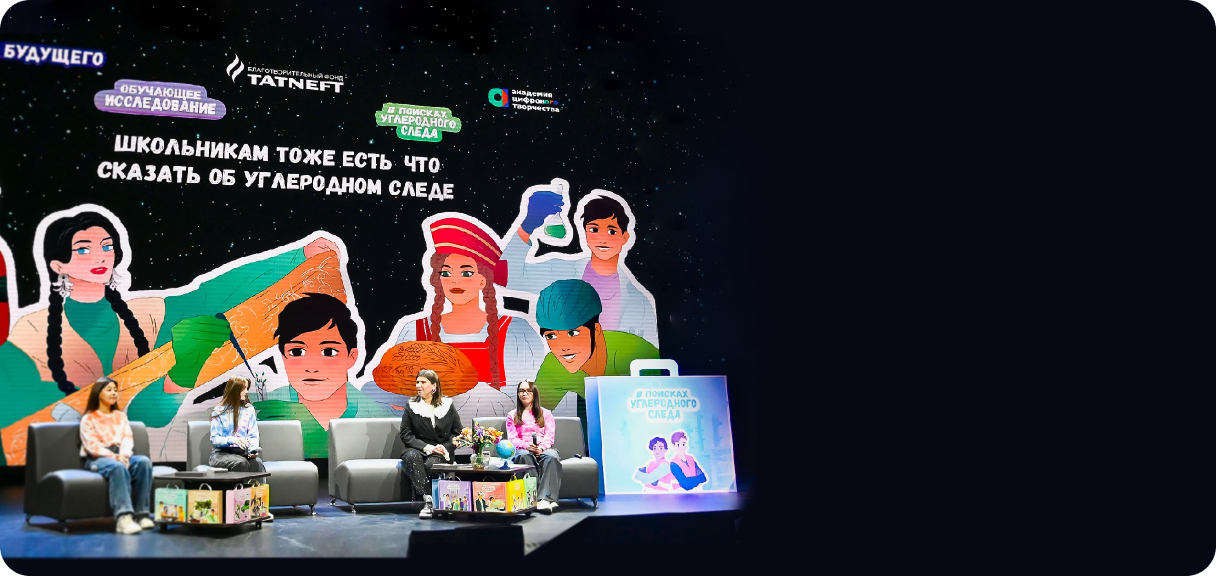 БУДУЩЕГО
БЛАГОТВОРИТЕЛЬНЫЙ ФОНД
TATNEFT
ОБУЧАЮЩЕЕ
ИССЛЕДОВАНИЕ
академия
цифрового
творчества
В ПОИСКАХ
УГЛЕРОДНОГО
СЛЕДА
ШКОЛЬНИКАМ ТОЖЕ ЕСТЬ ЧТО
СКАЗАТЬ ОБ УГЛЕРОДНОМ СЛЕДЕ
В ПОИСКАХ
УГЛЕРОДНОГО
СЛЕДА